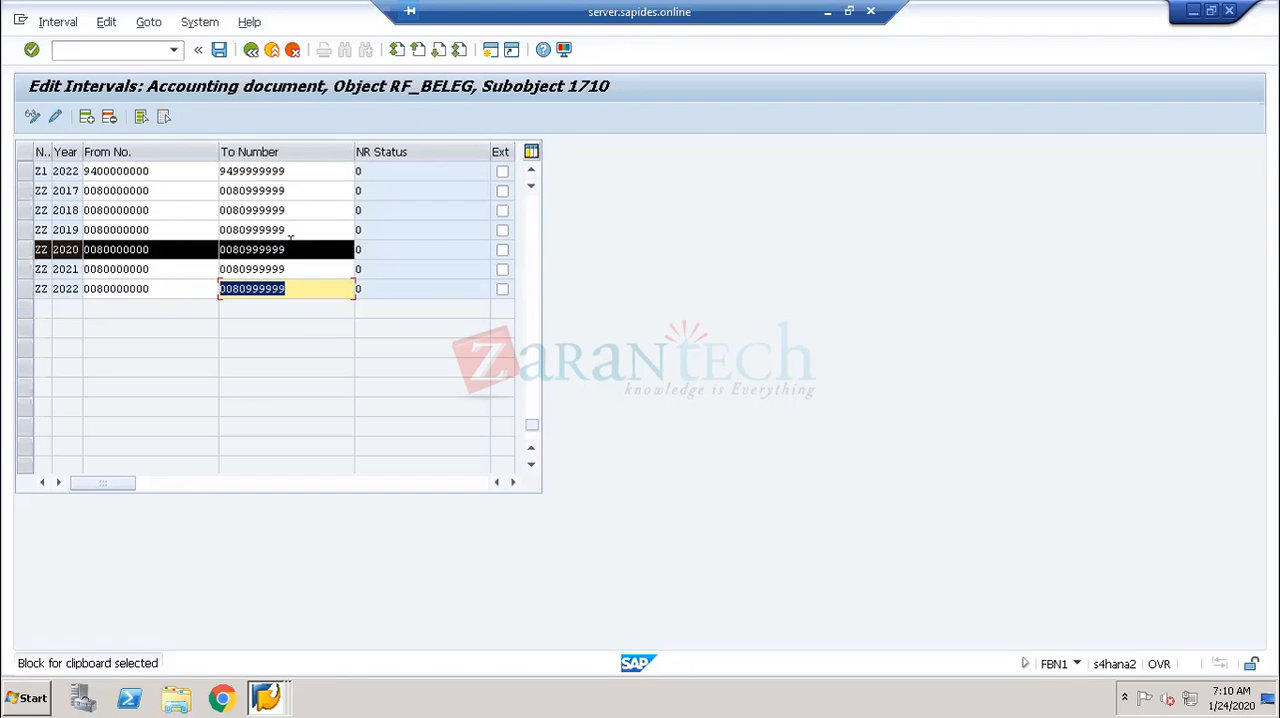 server.sapides.online
Interval Edit Goto System Help
Edit Intervals: Accounting document, Object RF_BELEG, Subobject 1710
N.. Year From No. To Number NR Status Ext
Z1 2022 9400000000 9499999999 0
ZZ 2017 0080000000 0080999999 0
ZZ 2018 0080000000 0080999999 0
ZZ 2019 0080000000 0080999999 0
ZZ 2020 0080000000 0080999999 0
ZZ 2021 0080000000 0080999999 0
ZZ 2022 0080000000 0080999999 0
ZaranTech
knowledge is Everything
Block for clipboard selected
SAP
FBN1 s4hana2 OVR
Start
7:10 AM
1/24/2020